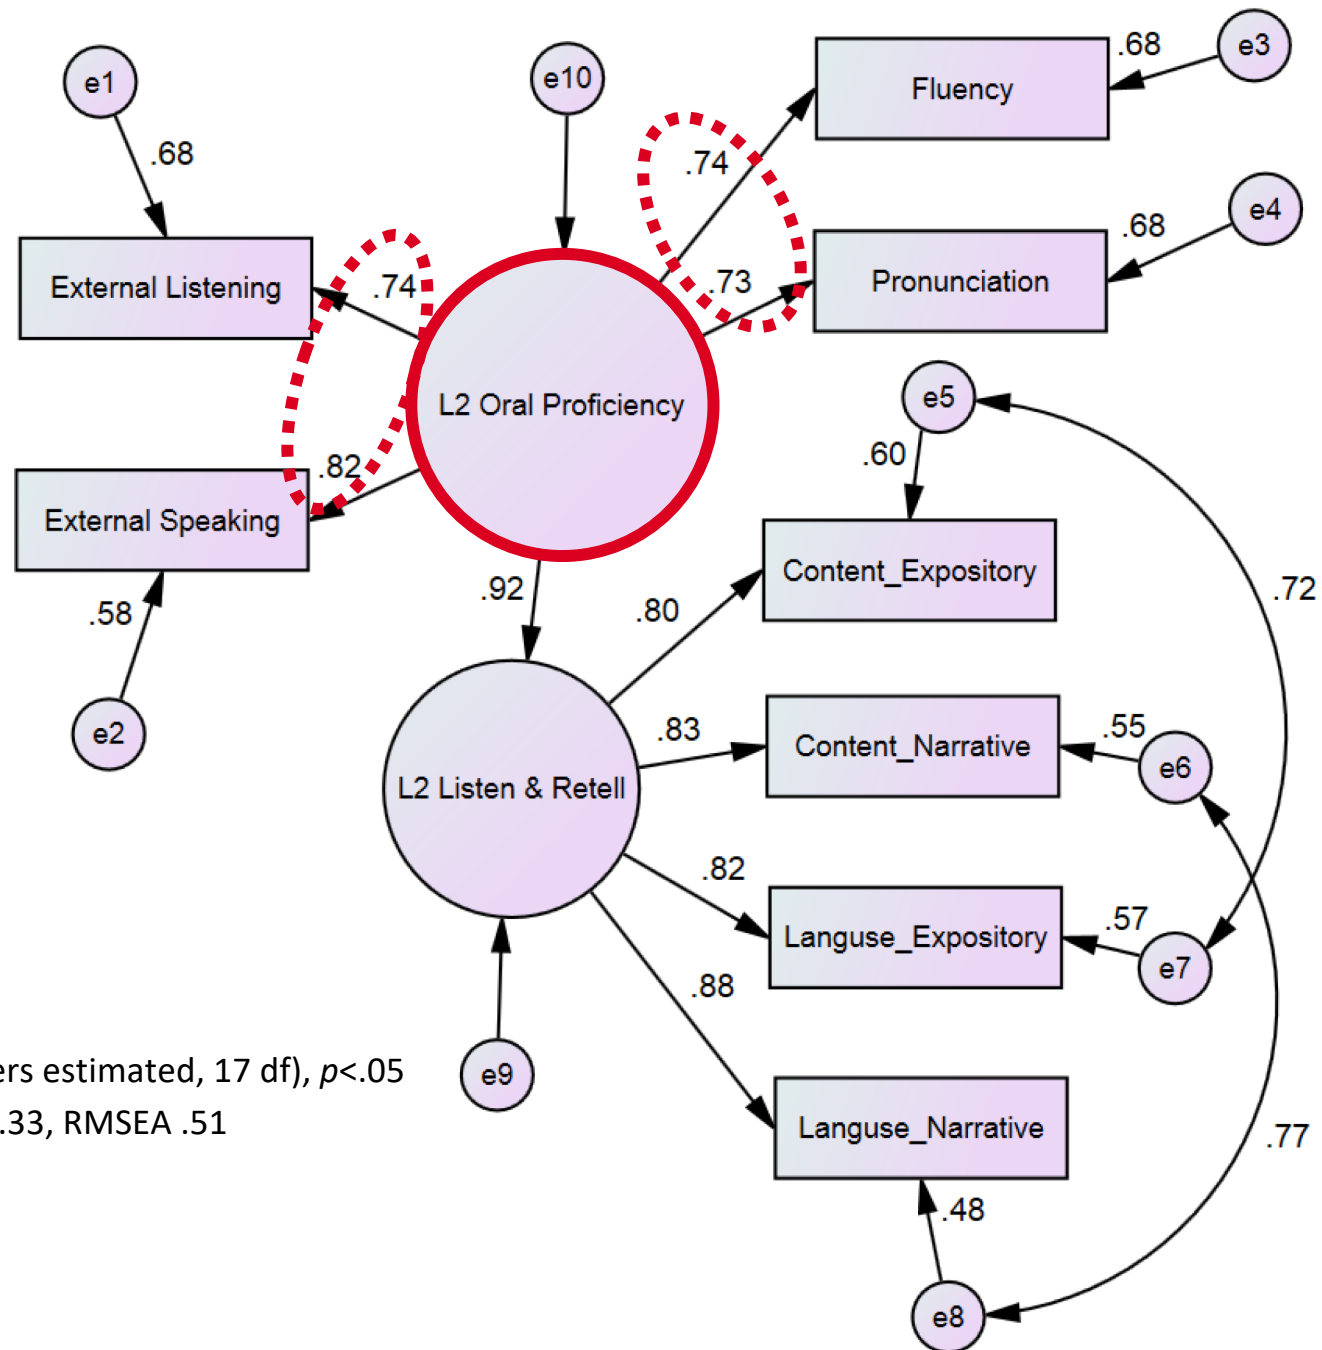 e1
e10
e3
.68
Fluency
.68
.74
e4
.68
External Listening
.74
.73
Pronunciation
L2 Oral Proficiency
e5
.82
.60
External Speaking
Content_Expository
.92
.80
.72
.58
e2
.83
Content_Narrative
.55
e6
L2 Listen & Retell
.82
Languse_Expository
.57
e7
.88
ers estimated, 17 df), p<.05
e9
.33, RMSEA .51
Languse_Narrative
.77
.48
e8